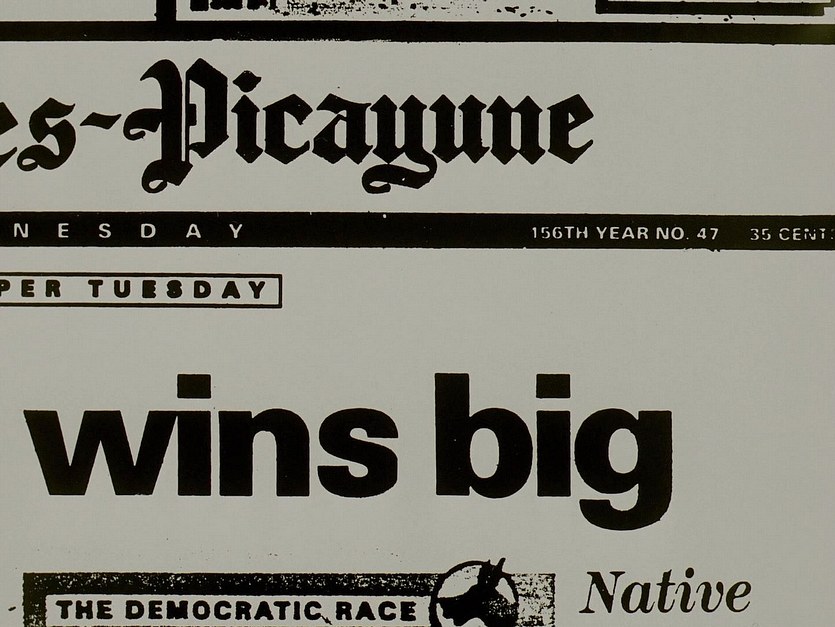 es-Picayune
NESDAY 156TH YEAR NO. 47 35 CENT
PER TUESDAY
wins big
THE DEMOCRATIC RACE
Native